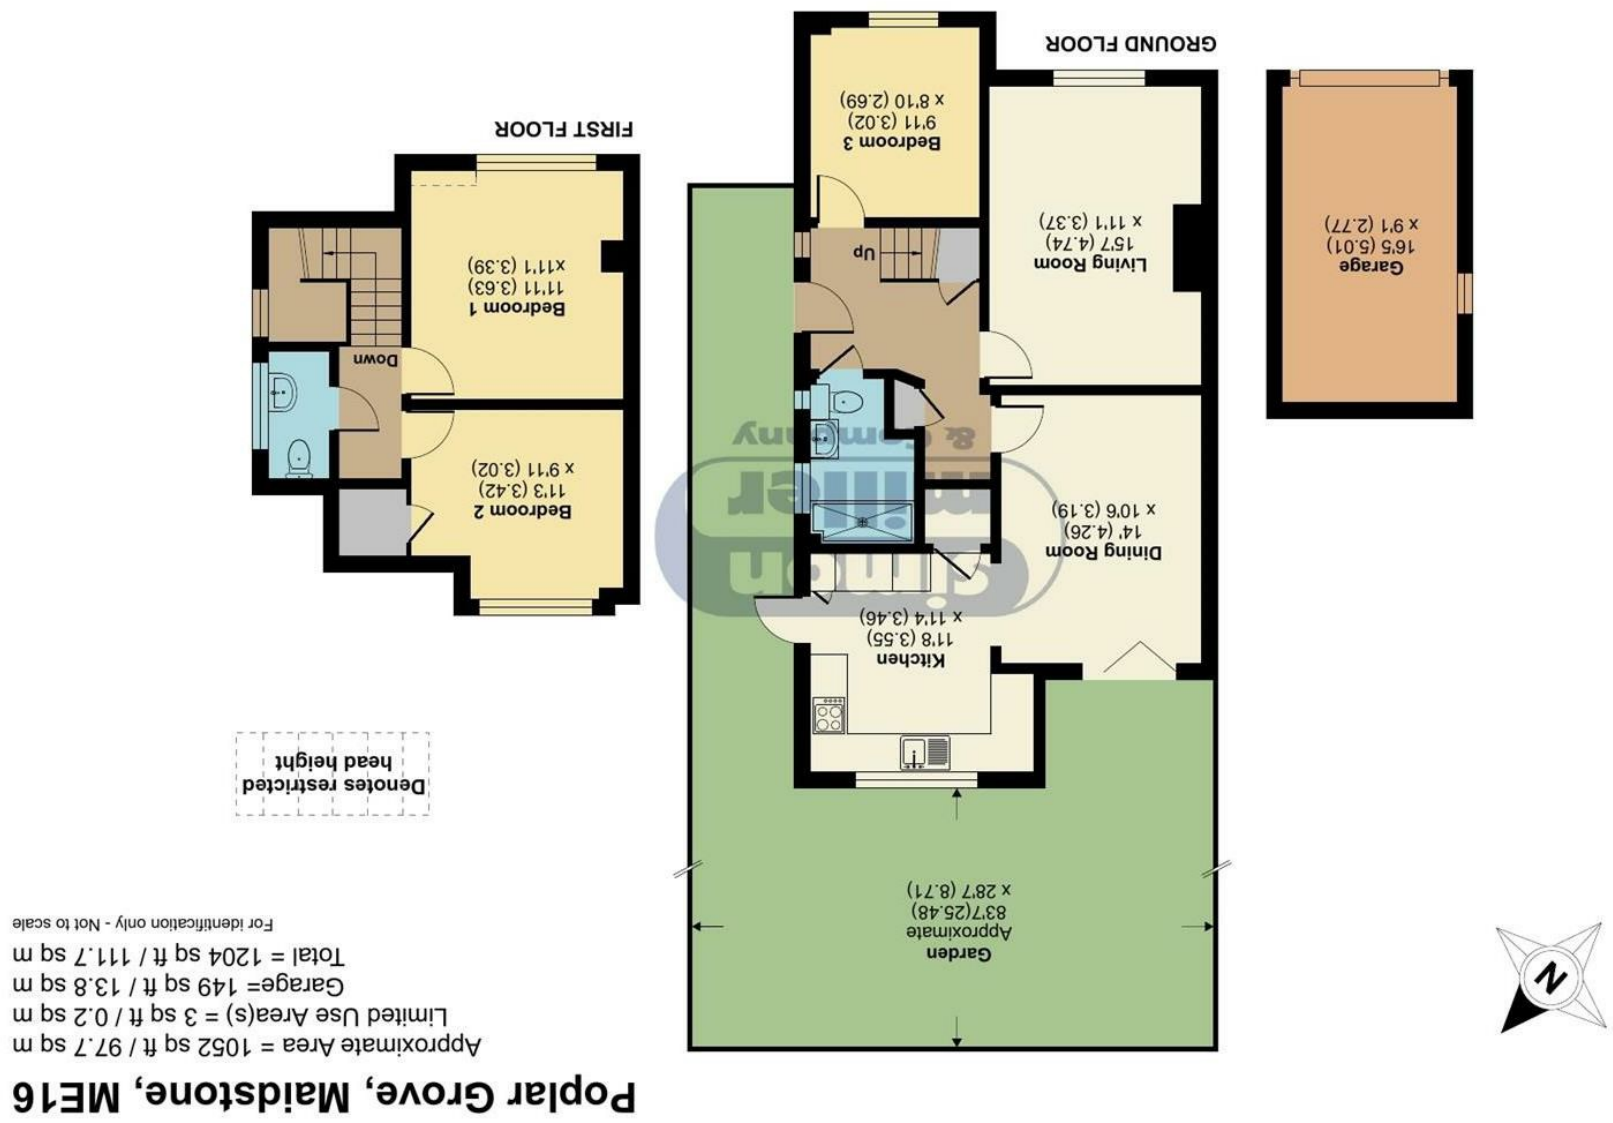 Poplar Grove, Maidstone, ME16
Approximate Area = 1052 sq ft / 97.7 sq m
Limited Use Area(s) = 3 sq ft / 0.2 sq m
Garage= 149 sq ft / 13.8 sq m
Total = 1204 sq ft / 111.7 sq m
For identification only - Not to scale
N
Garden
Approximate
83'7(25.48)
x 28'7 (8.71)
Denotes restricted
head height
Kitchen
11'8 (3.55)
x 11'4 (3.46)
Dining Room
14' (4.26)
x 10'6 (3.19)
simon
miller
& Company
Bedroom 2
11'3 (3.42)
x 9'11 (3.02)
Down
Bedroom 1
11'11 (3.63)
x11'1 (3.39)
Garage
16'5 (5.01)
x 9'1 (2.77)
Living Room
15'7 (4.74)
x 11'1 (3.37)
Up
Bedroom 3
9'11 (3.02)
x 8'10 (2.69)
FIRST FLOOR
GROUND FLOOR